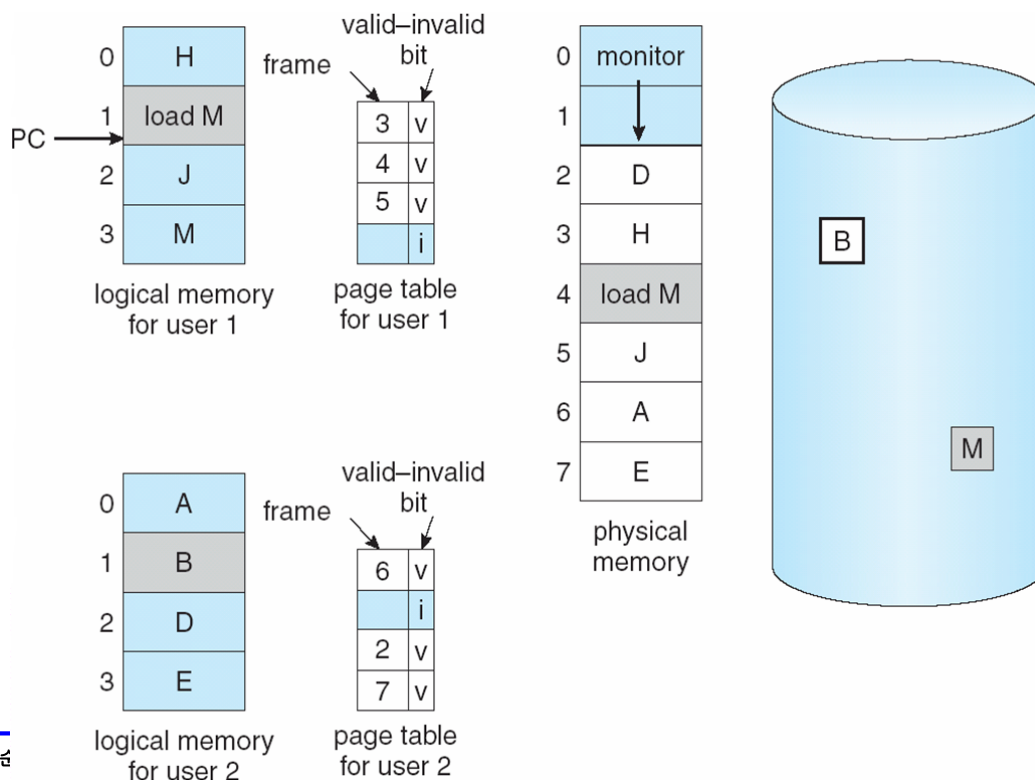 valid–invalid
bit
frame
0 H
1 load M
2 J
3 M
PC
3 v
4 v
5 v
i
logical memory
for user 1
page table
for user 1
0 monitor
1
2 D
3 H
4 load M
5 J
6 A
7 E
physical
memory
B
M
valid–invalid
bit
frame
0 A
1 B
2 D
3 E
6 v
i
2 v
7 v
logical memory
for user 2
page table
for user 2